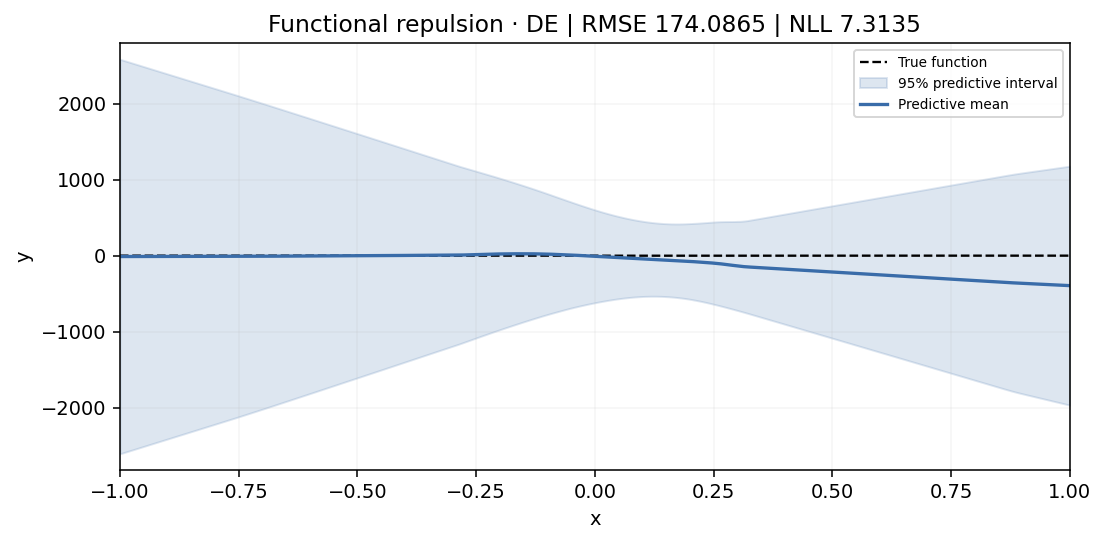 Functional repulsion · DE | RMSE 174.0865 | NLL 7.3135
True function
95% predictive interval
Predictive mean
y
2000
1000
0
−1000
−2000
−1.00 −0.75 −0.50 −0.25 0.00 0.25 0.50 0.75 1.00
x